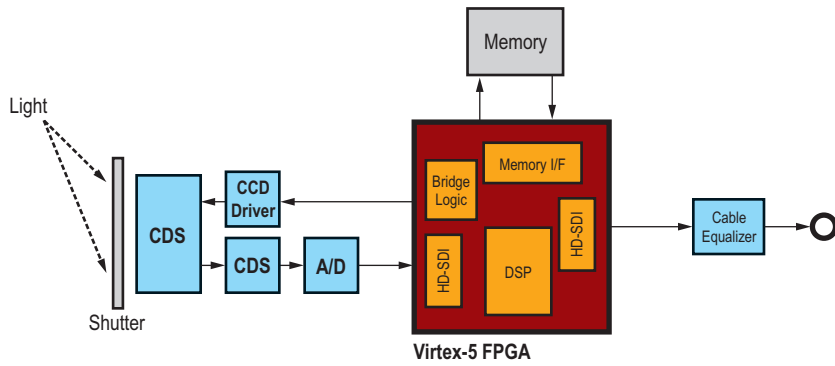 Memory
Light
Memory I/F
Bridge
Logic
CCD
Driver
HD-SDI
Cable
Equalizer
CDS
CDS
A/D
HD-SDI
DSP
Shutter
Virtex-5 FPGA